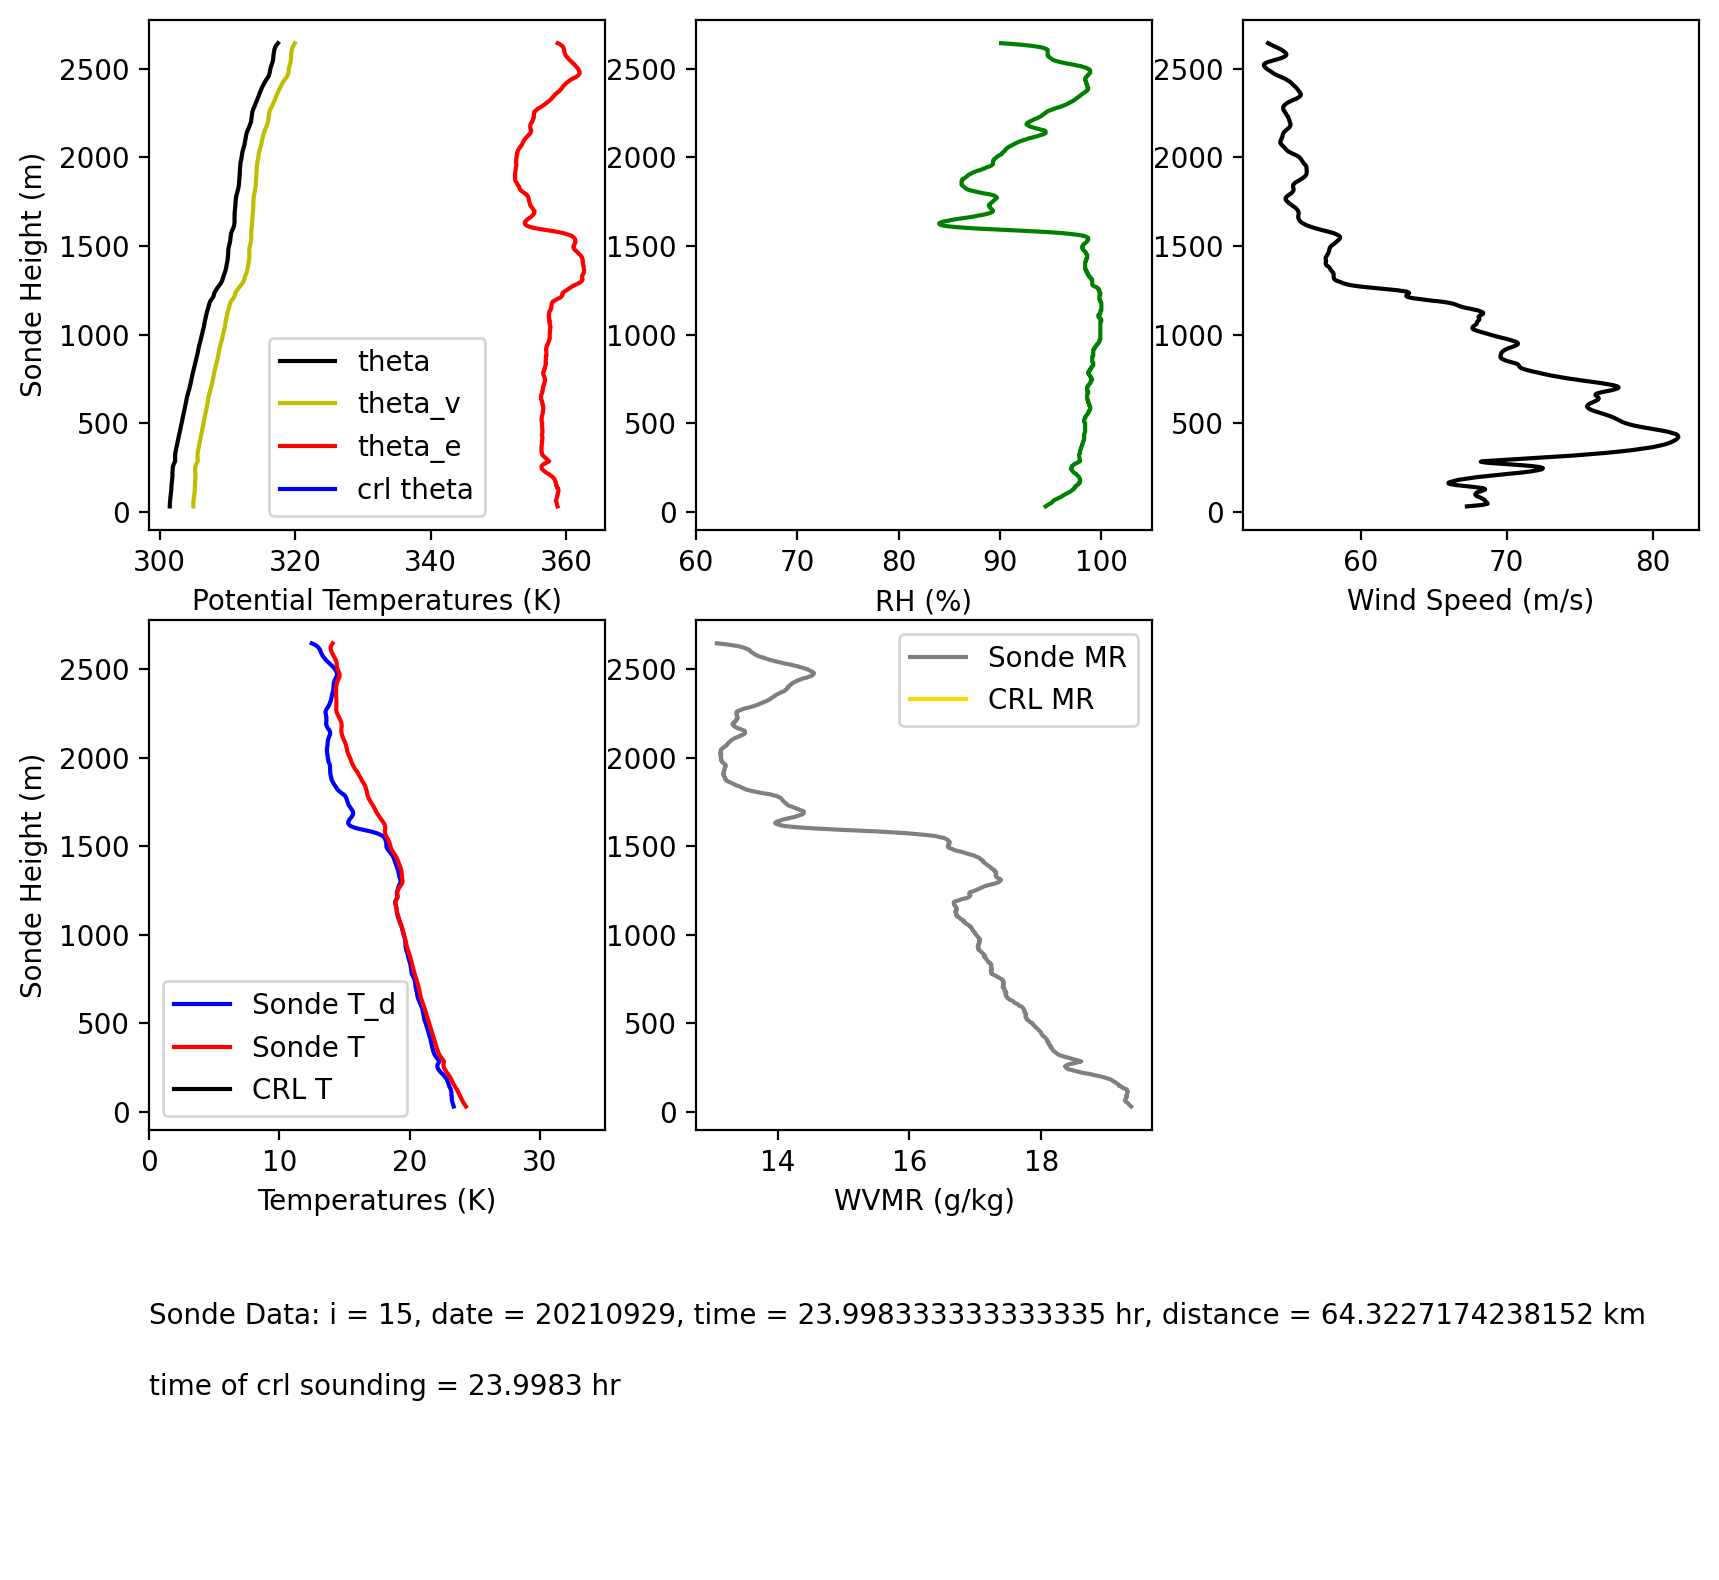 2500
2000
1500
1000
500
0
Sonde Height (m)
theta
theta_v
theta_e
crl theta
300 320 340 360
Potential Temperatures (K)
2500
2000
1500
1000
500
0
60 70 80 90 100
RH (%)
2500
2000
1500
1000
500
0
60 70 80
Wind Speed (m/s)
2500
2000
1500
1000
500
0
Sonde Height (m)
Sonde T_d
Sonde T
CRL T
0 10 20 30
Temperatures (K)
2500
2000
1500
1000
500
0
Sonde MR
CRL MR
14 16 18
WVMR (g/kg)
Sonde Data: i = 15, date = 20210929, time = 23.998333333333335 hr, distance = 64.3227174238152 km
time of crl sounding = 23.9983 hr